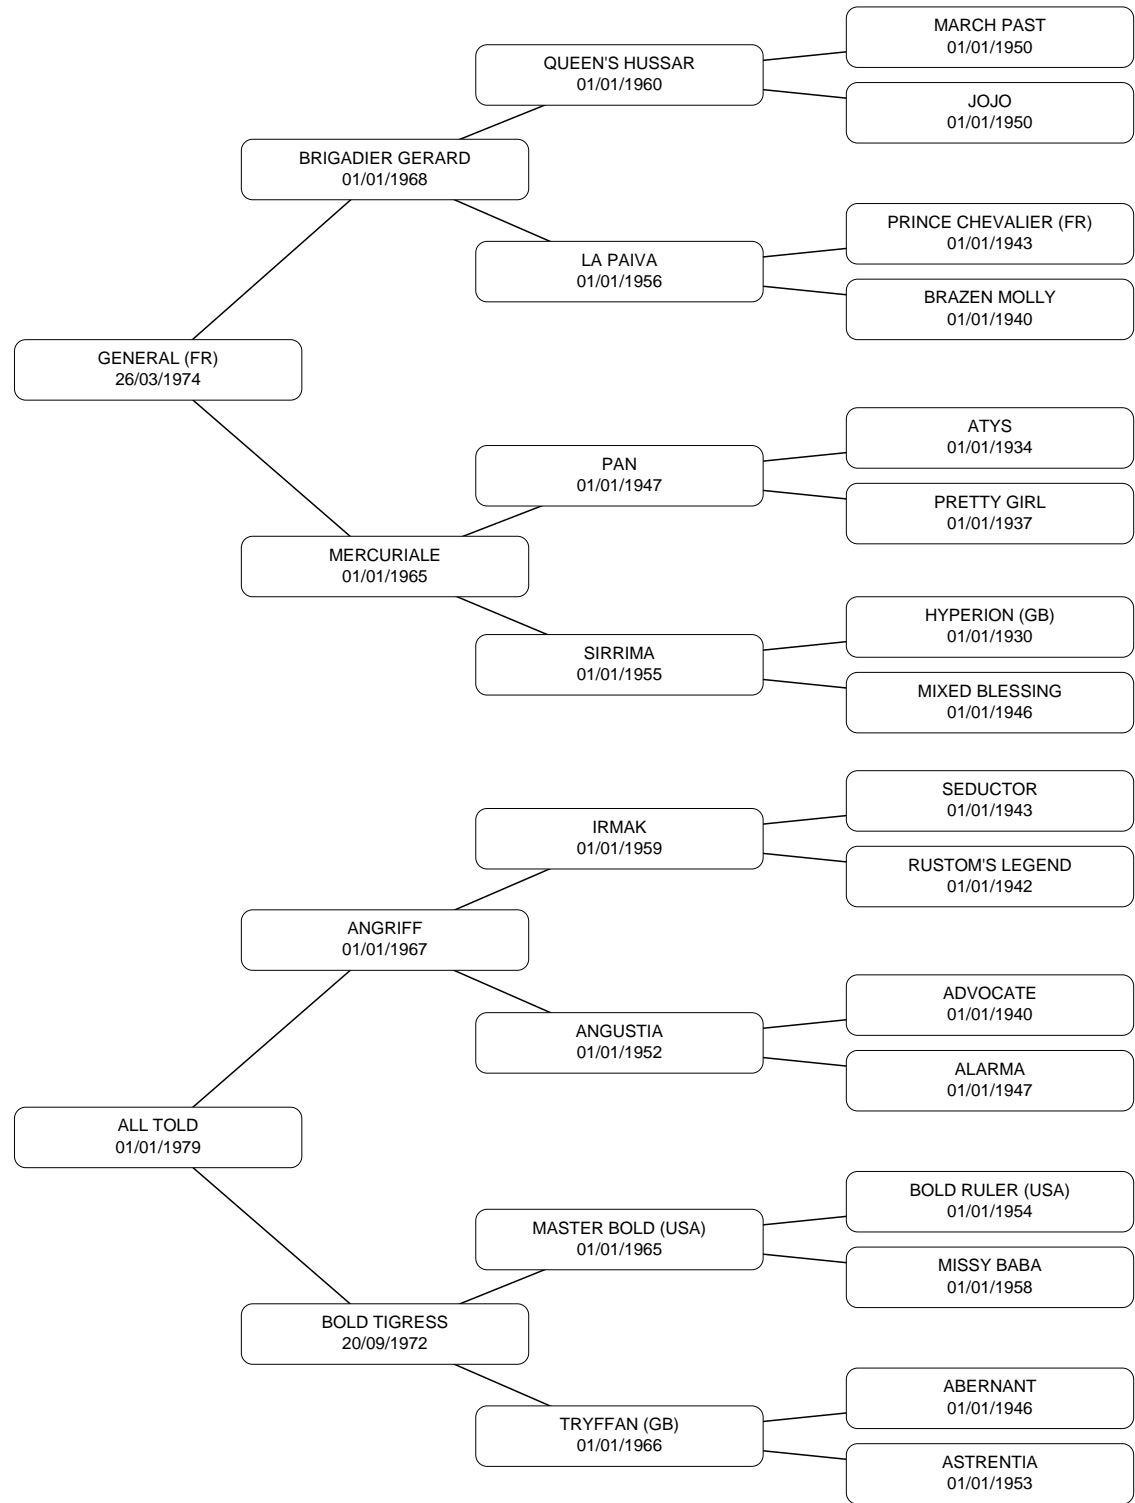 MARCH PAST
01/01/1950
QUEEN'S HUSSAR
01/01/1960
JOJO
01/01/1950
BRIGADIER GERARD
01/01/1968
PRINCE CHEVALIER (FR)
01/01/1943
LA PAIVA
01/01/1956
BRAZEN MOLLY
01/01/1940
GENERAL (FR)
26/03/1974
ATYS
01/01/1934
PAN
01/01/1947
PRETTY GIRL
01/01/1937
MERCURIALE
01/01/1965
HYPERION (GB)
01/01/1930
SIRRIMA
01/01/1955
MIXED BLESSING
01/01/1946
SEDUCTOR
01/01/1943
IRMAK
01/01/1959
RUSTOM'S LEGEND
01/01/1942
ANGRIFF
01/01/1967
ADVOCATE
01/01/1940
ANGUSTIA
01/01/1952
ALARMA
01/01/1947
ALL TOLD
01/01/1979
BOLD RULER (USA)
01/01/1954
MASTER BOLD (USA)
01/01/1965
MISSY BABA
01/01/1958
BOLD TIGRESS
20/09/1972
ABERNANT
01/01/1946
TRYFFAN (GB)
01/01/1966
ASTRENTIA
01/01/1953